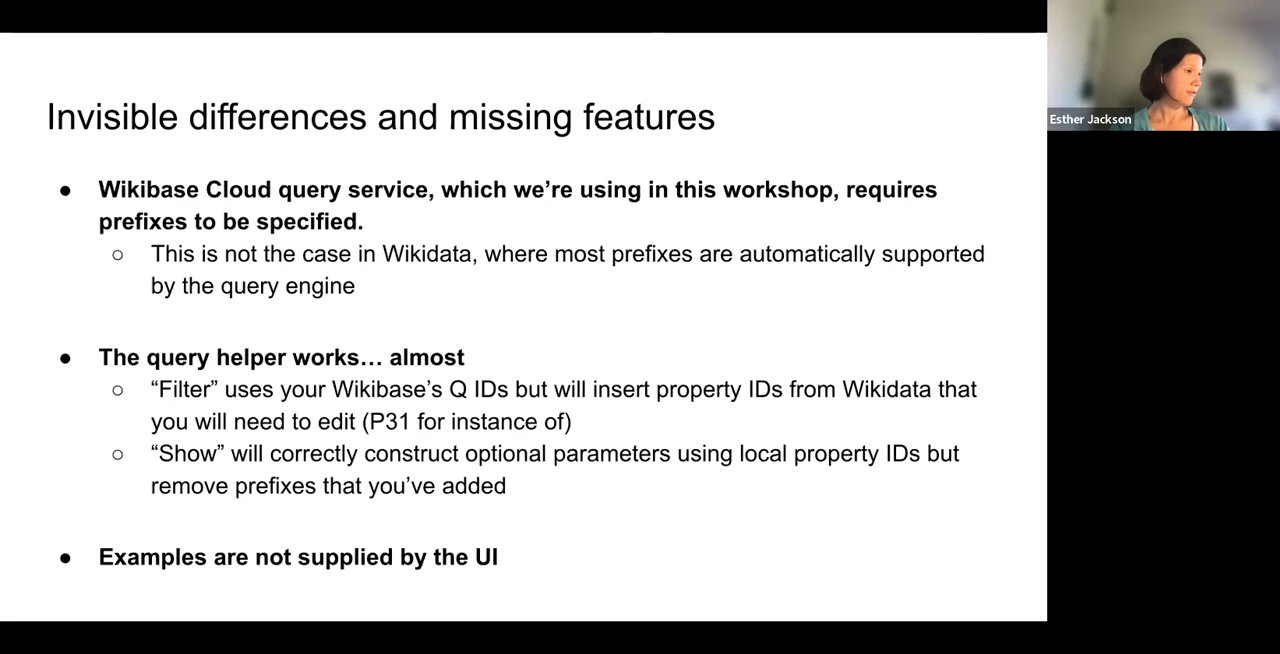 Invisible differences and missing features
● Wikibase Cloud query service, which we’re using in this workshop, requires
prefixes to be specified.
○ This is not the case in Wikidata, where most prefixes are automatically supported
by the query engine
● The query helper works… almost
○ “Filter” uses your Wikibase’s Q IDs but will insert property IDs from Wikidata that
you will need to edit (P31 for instance of)
○ “Show” will correctly construct optional parameters using local property IDs but
remove prefixes that you’ve added
● Examples are not supplied by the UI
Esther Jackson